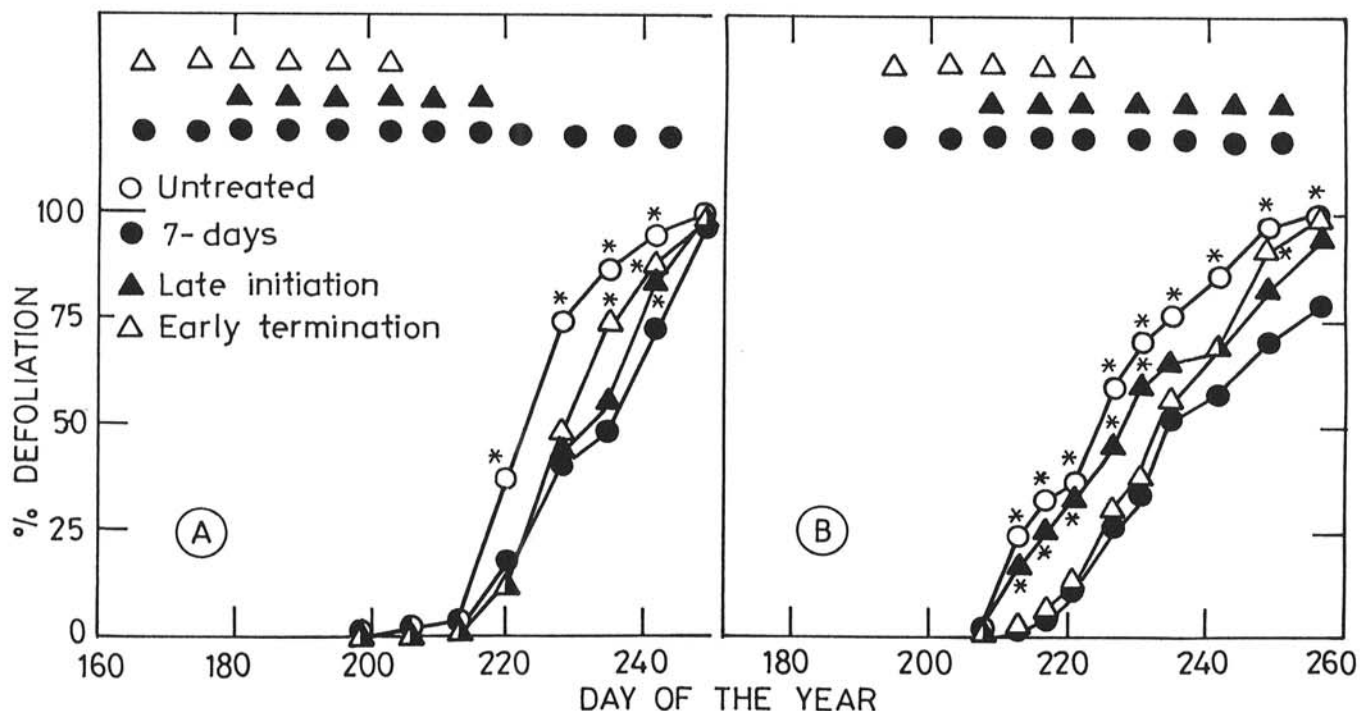 Untreated
7-days
Late initiation
Early termination
% DEFOLIATION
100
75
50
25
0
A
B
160 180 200 220 240 180 200 220 240 260
DAY OF THE YEAR
* * * * * * *
* * * * * * * * * * * * * * * *